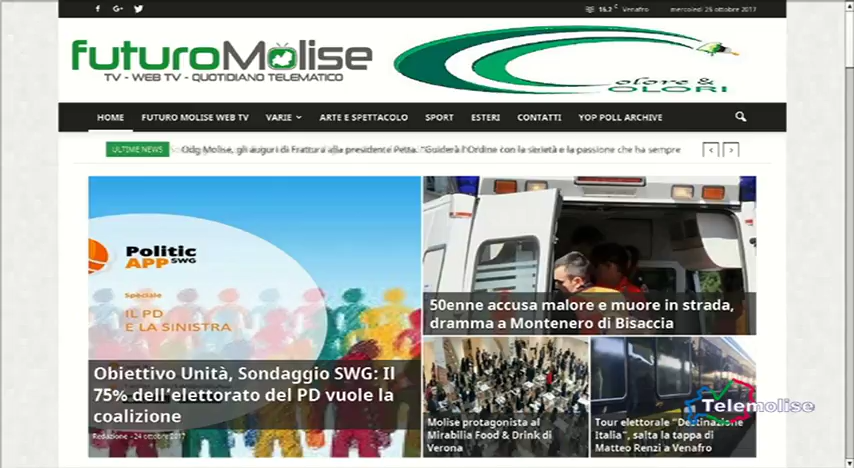 16.2 C Venafro mercoledì 25 ottobre 2017
futuroMolise
TV - WEB TV - QUOTIDIANO TELEMATICO
olore &
OLORI
HOME FUTURO MOLISE WEB TV VARIE ARTE E SPETTACOLO SPORT ESTERI CONTATTI YOP POLL ARCHIVE
ULTIME NEWS Odg Molise, gli auguri di Frattura alla presidente Petta: "Guiderà l'Ordine con la serietà e la passione che ha sempre
Politic
APP SWG
Speciale
IL PD
E LA SINISTRA
Obiettivo Unità, Sondaggio SWG: Il
75% dell'elettorato del PD vuole la
coalizione
Redazione - 24 ottobre 2017
50enne accusa malore e muore in strada,
dramma a Montenero di Bisaccia
Molise protagonista al
Mirabilia Food & Drink di
Verona
Tour elettorale "Destinazione
Italia", salta la tappa di
Matteo Renzi a Venafro
Telemolise